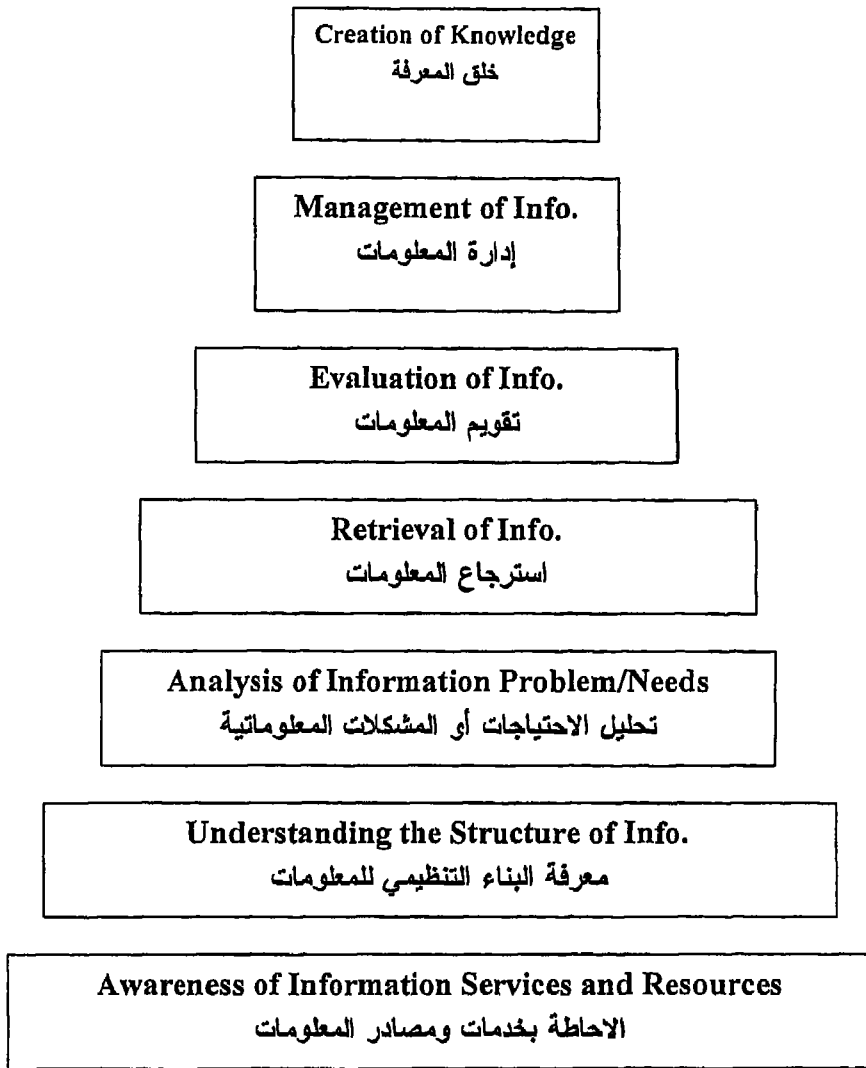 Creation of Knowledge
خلق المعرفة
Management of Info.
إدارة المعلومات
Evaluation of Info.
تقويم المعلومات
Retrieval of Info.
استرجاع المعلومات
Analysis of Information Problem/Needs
تحليل الاحتياجات أو المشكلات المعلوماتية
Understanding the Structure of Info.
معرفة البناء التنظيمي للمعلومات
Awareness of Information Services and Resources
الاحاطة بخدمات ومصادر المعلومات